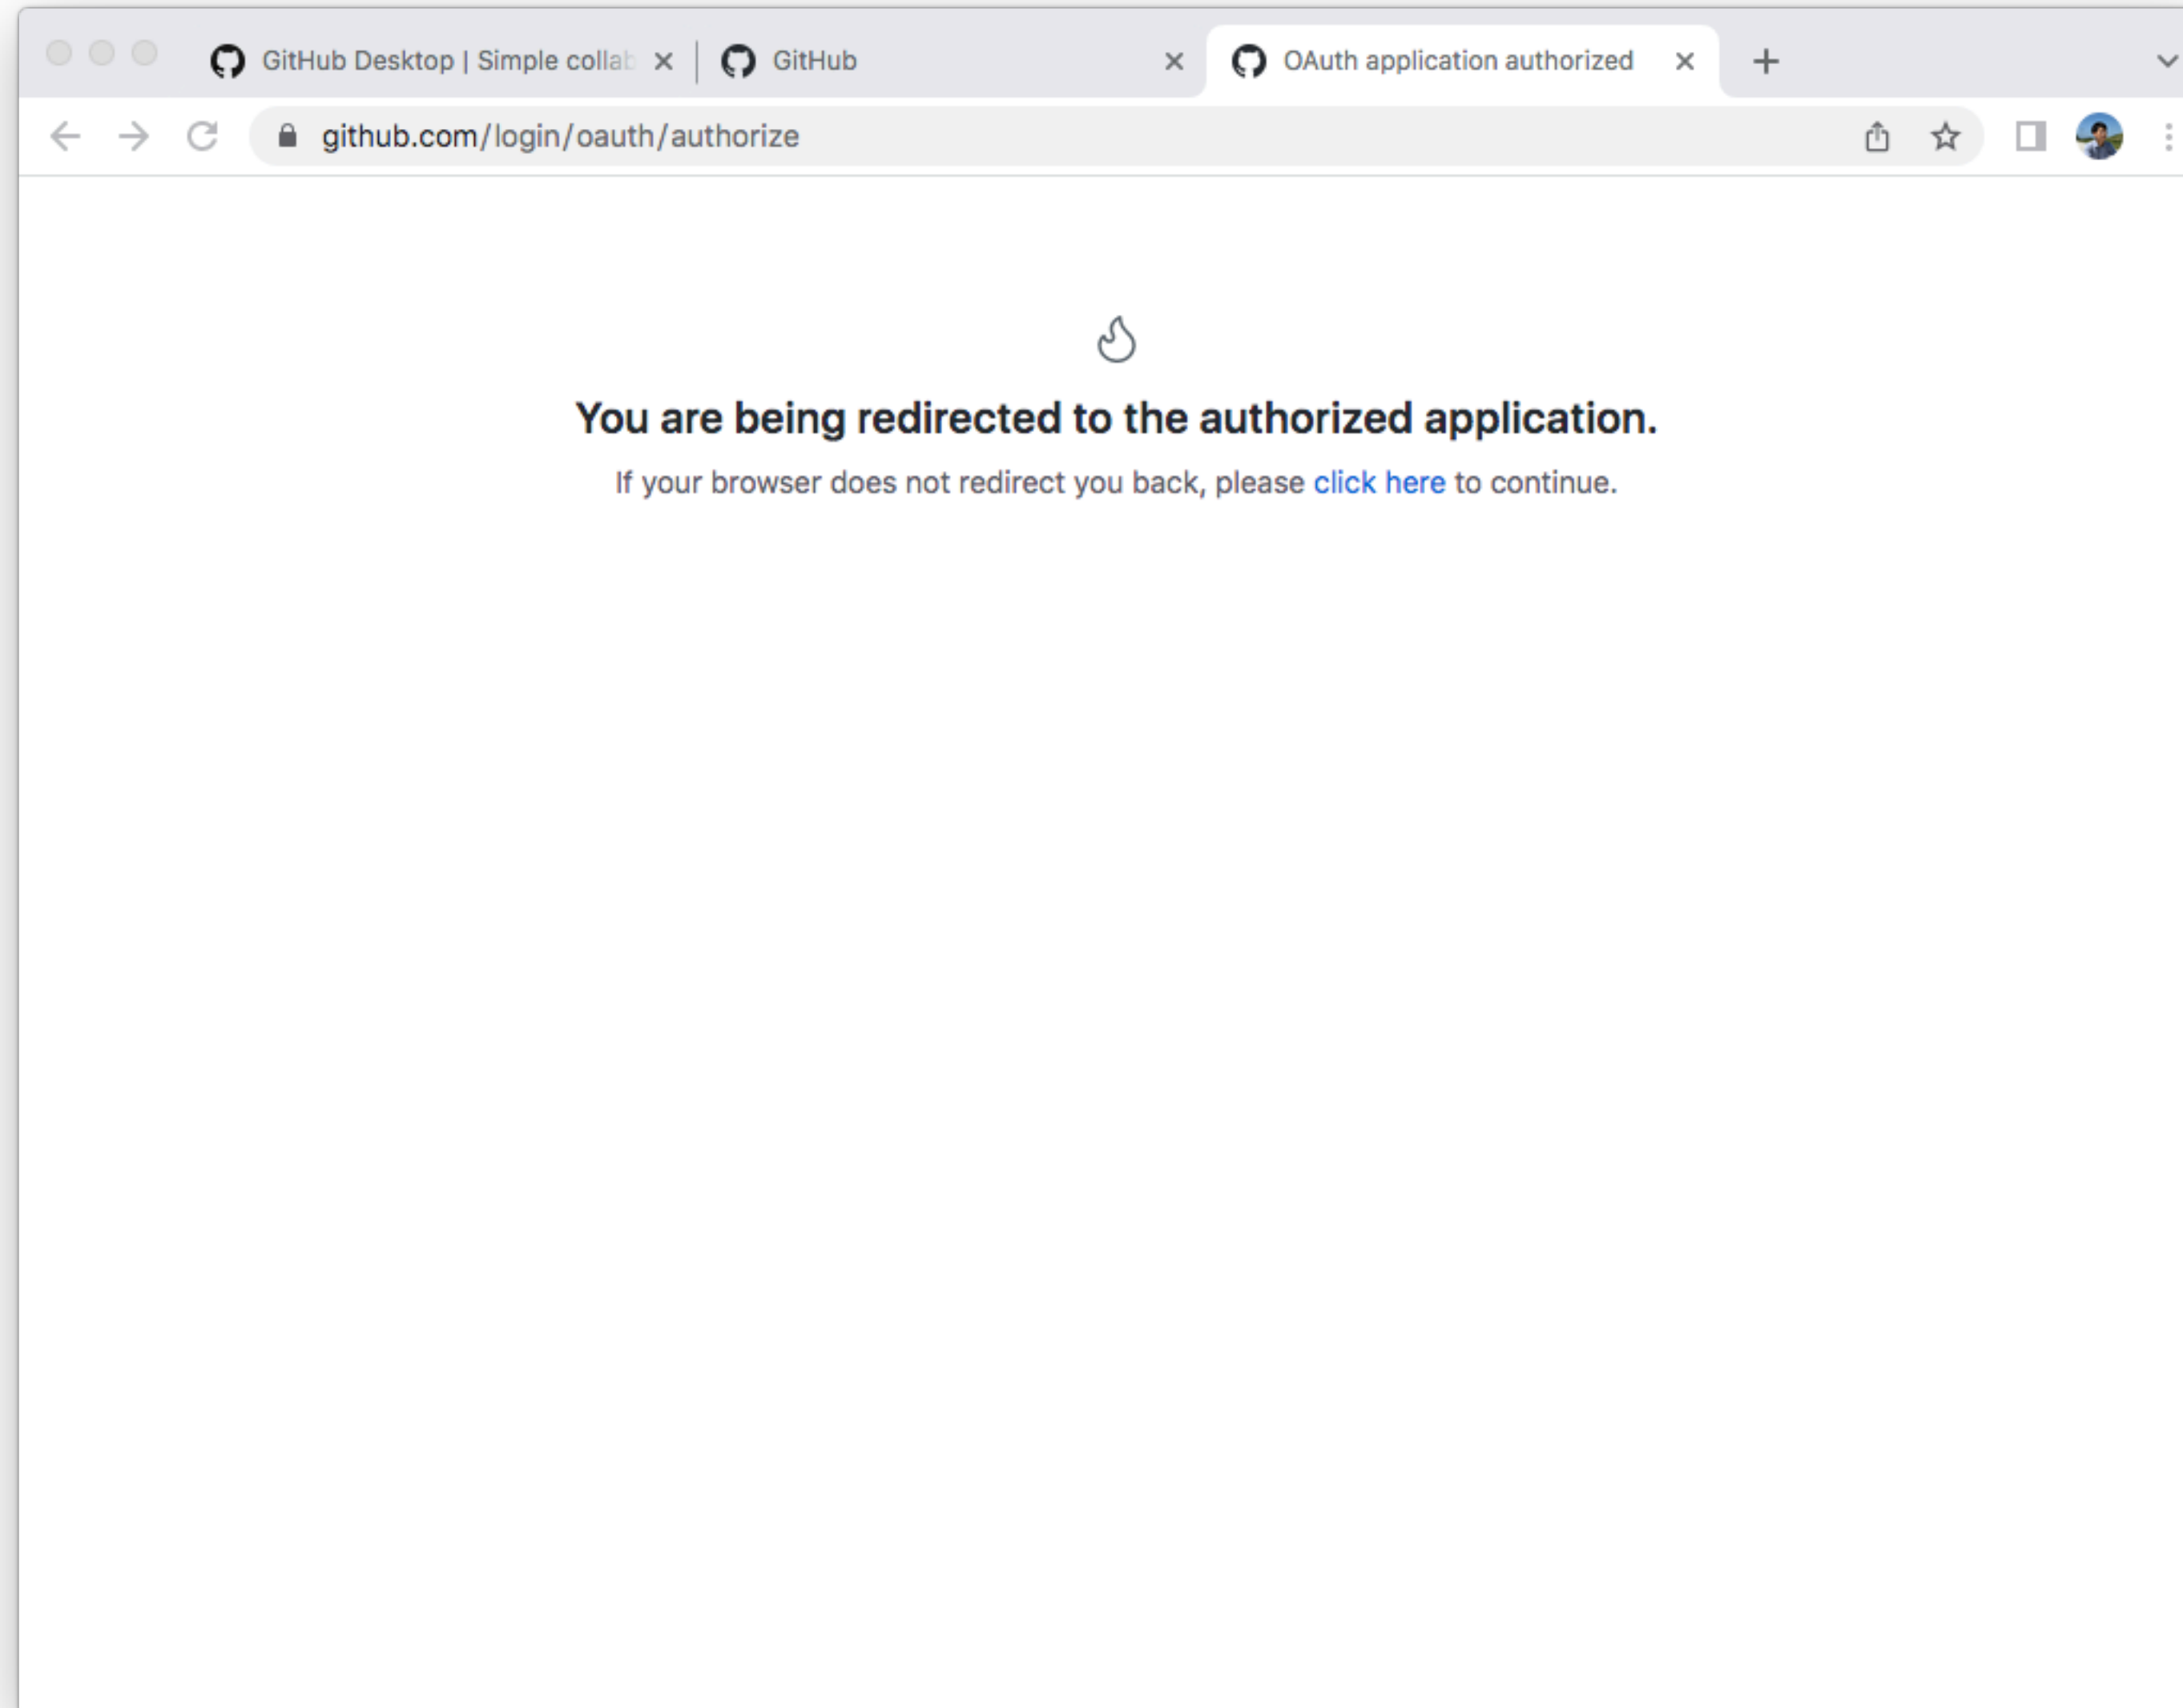 GitHub Desktop | Simple collab
GitHub
OAuth application authorized
github.com/login/oauth/authorize
You are being redirected to the authorized application.
If your browser does not redirect you back, please click here to continue.